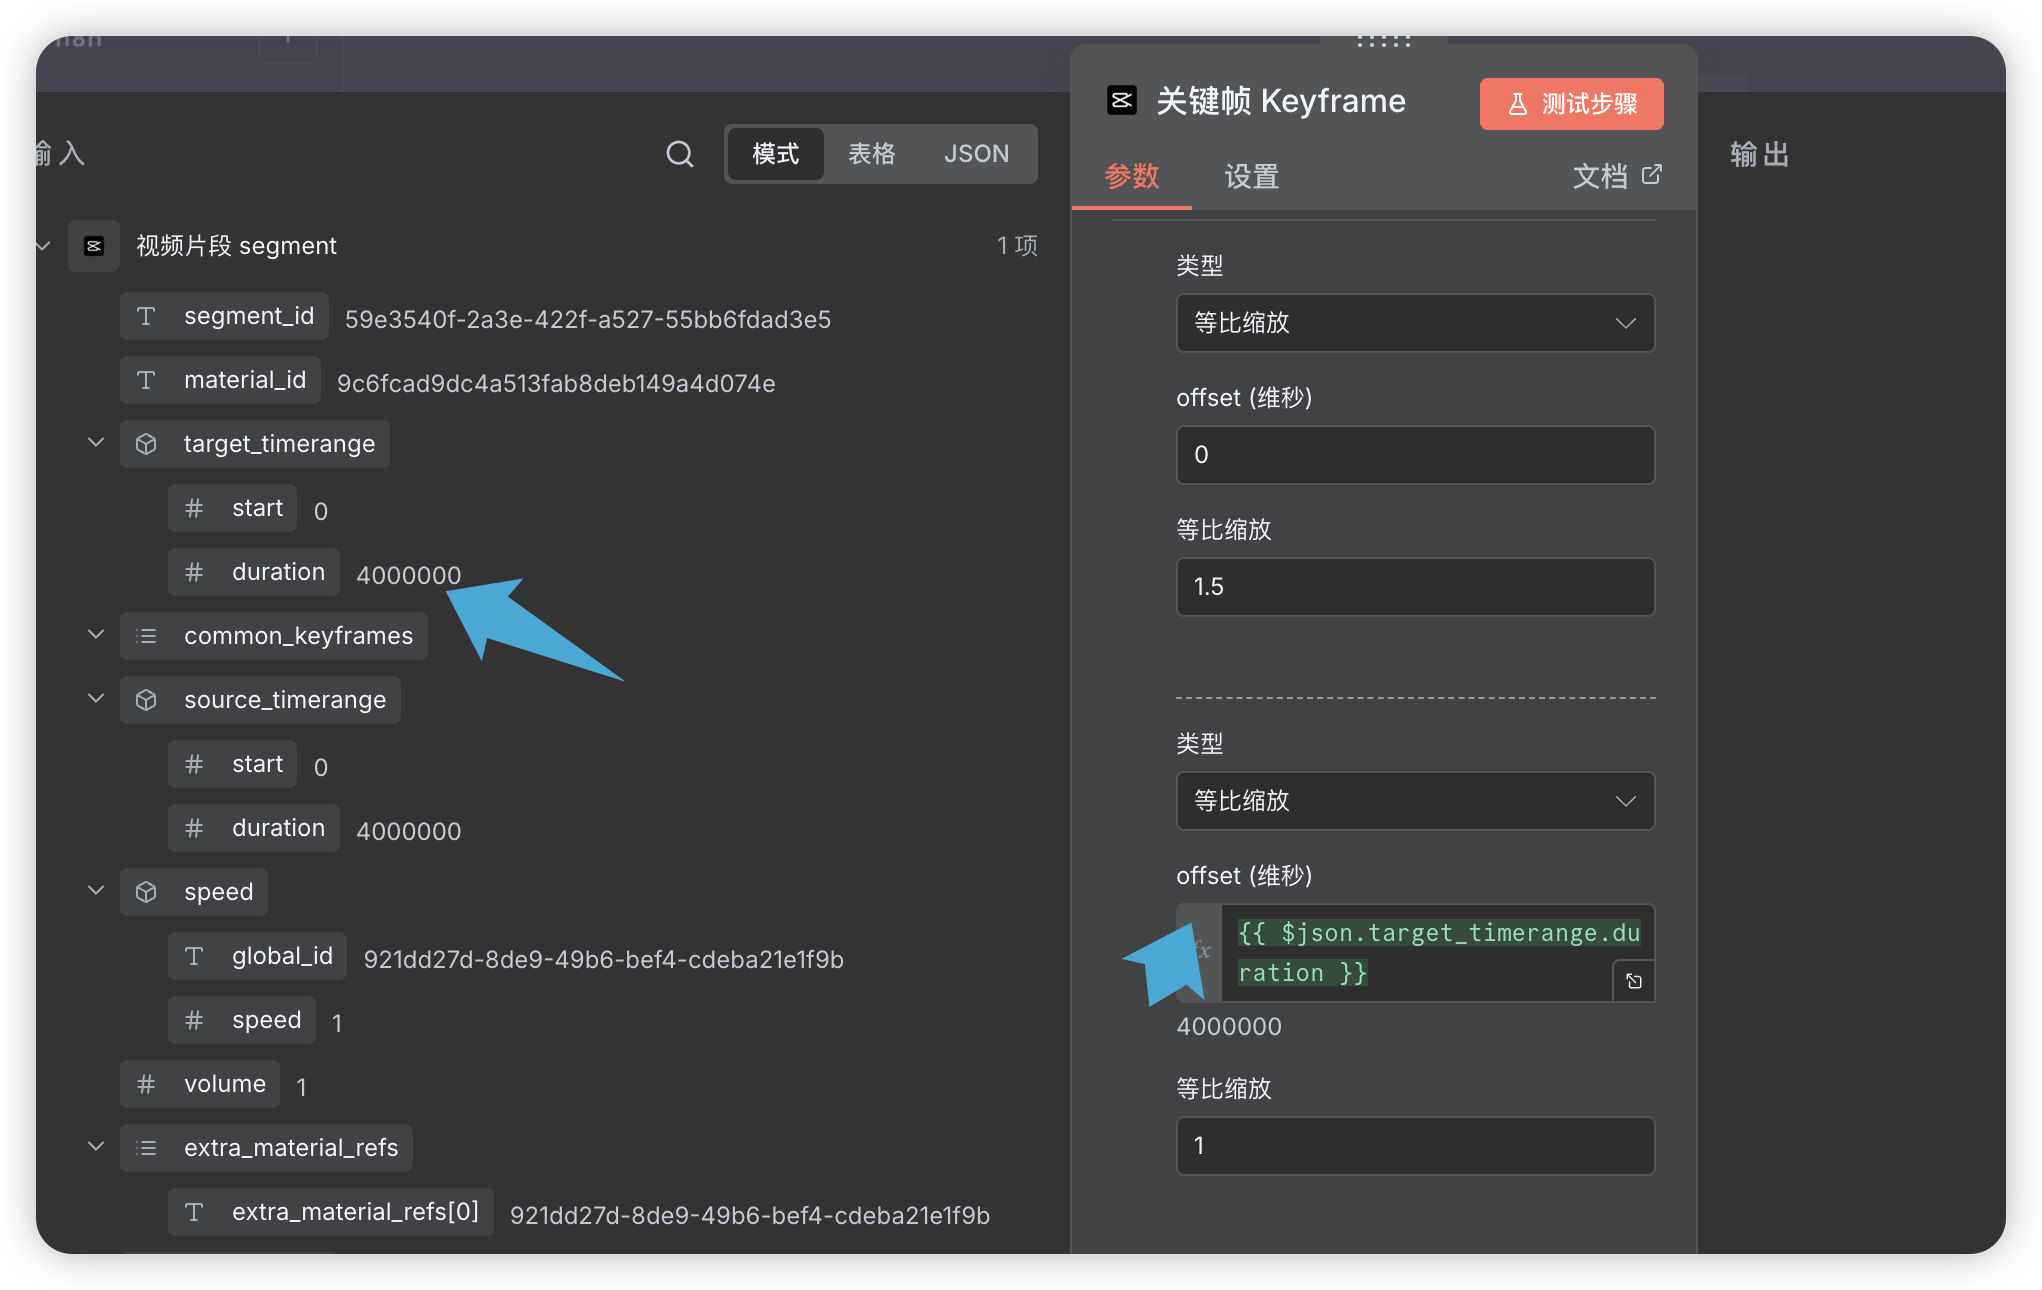 n8n
输入
模式
表格
JSON
视频片段 segment
1 项
segment_id
59e3540f-2a3e-422f-a527-55bb6fdad3e5
material_id
9c6fcad9dc4a513fab8deb149a4d074e
target_timerange
start
0
duration
4000000
common_keyframes
source_timerange
start
0
duration
4000000
speed
global_id
921dd27d-8de9-49b6-bef4-cdeba21e1f9b
speed
1
volume
1
extra_material_refs
extra_material_refs[0]
921dd27d-8de9-49b6-bef4-cdeba21e1f9b
关键帧 Keyframe
测试步骤
参数
设置
文档
类型
等比缩放
offset (维秒)
0
等比缩放
1.5
类型
等比缩放
offset (维秒)
{{ $json.target_timerange.du
ration }}
4000000
等比缩放
1
输出